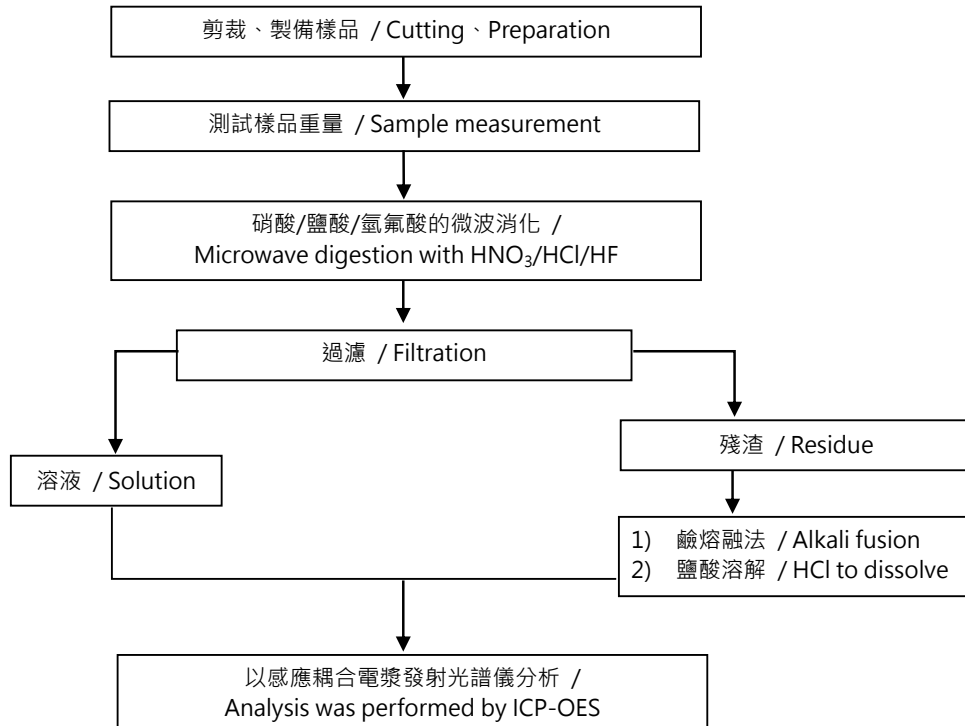 剪裁、製備樣品 / Cutting、Preparation
測試樣品重量 / Sample measurement
硝酸/鹽酸/氫氟酸的微波消化 /
Microwave digestion with HNO₃/HCl/HF
過濾 / Filtration
溶液 / Solution
殘渣 / Residue
1) 鹼熔融法 / Alkali fusion
2) 鹽酸溶解 / HCl to dissolve
以感應耦合電漿發射光譜儀分析 /
Analysis was performed by ICP-OES